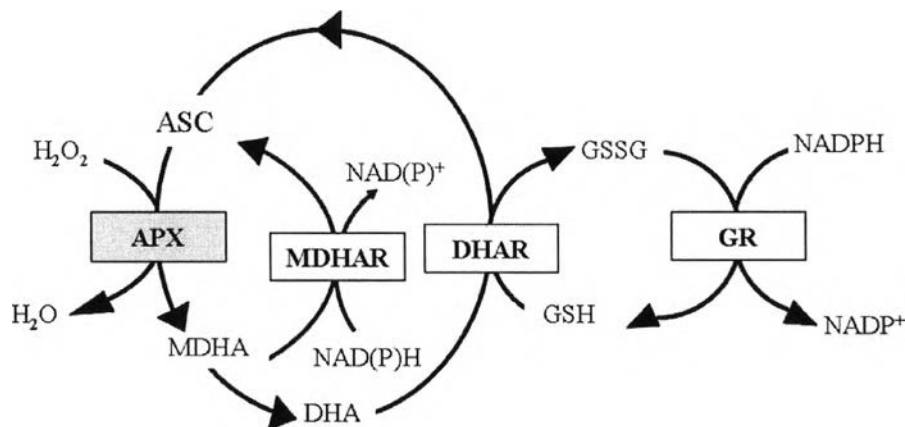 ASC
H₂O₂
NAD(P)⁺
GSSG
NADPH
APX
MDHAR
DHAR
GR
H₂O
MDHA
NAD(P)H
GSH
NADP⁺
DHA